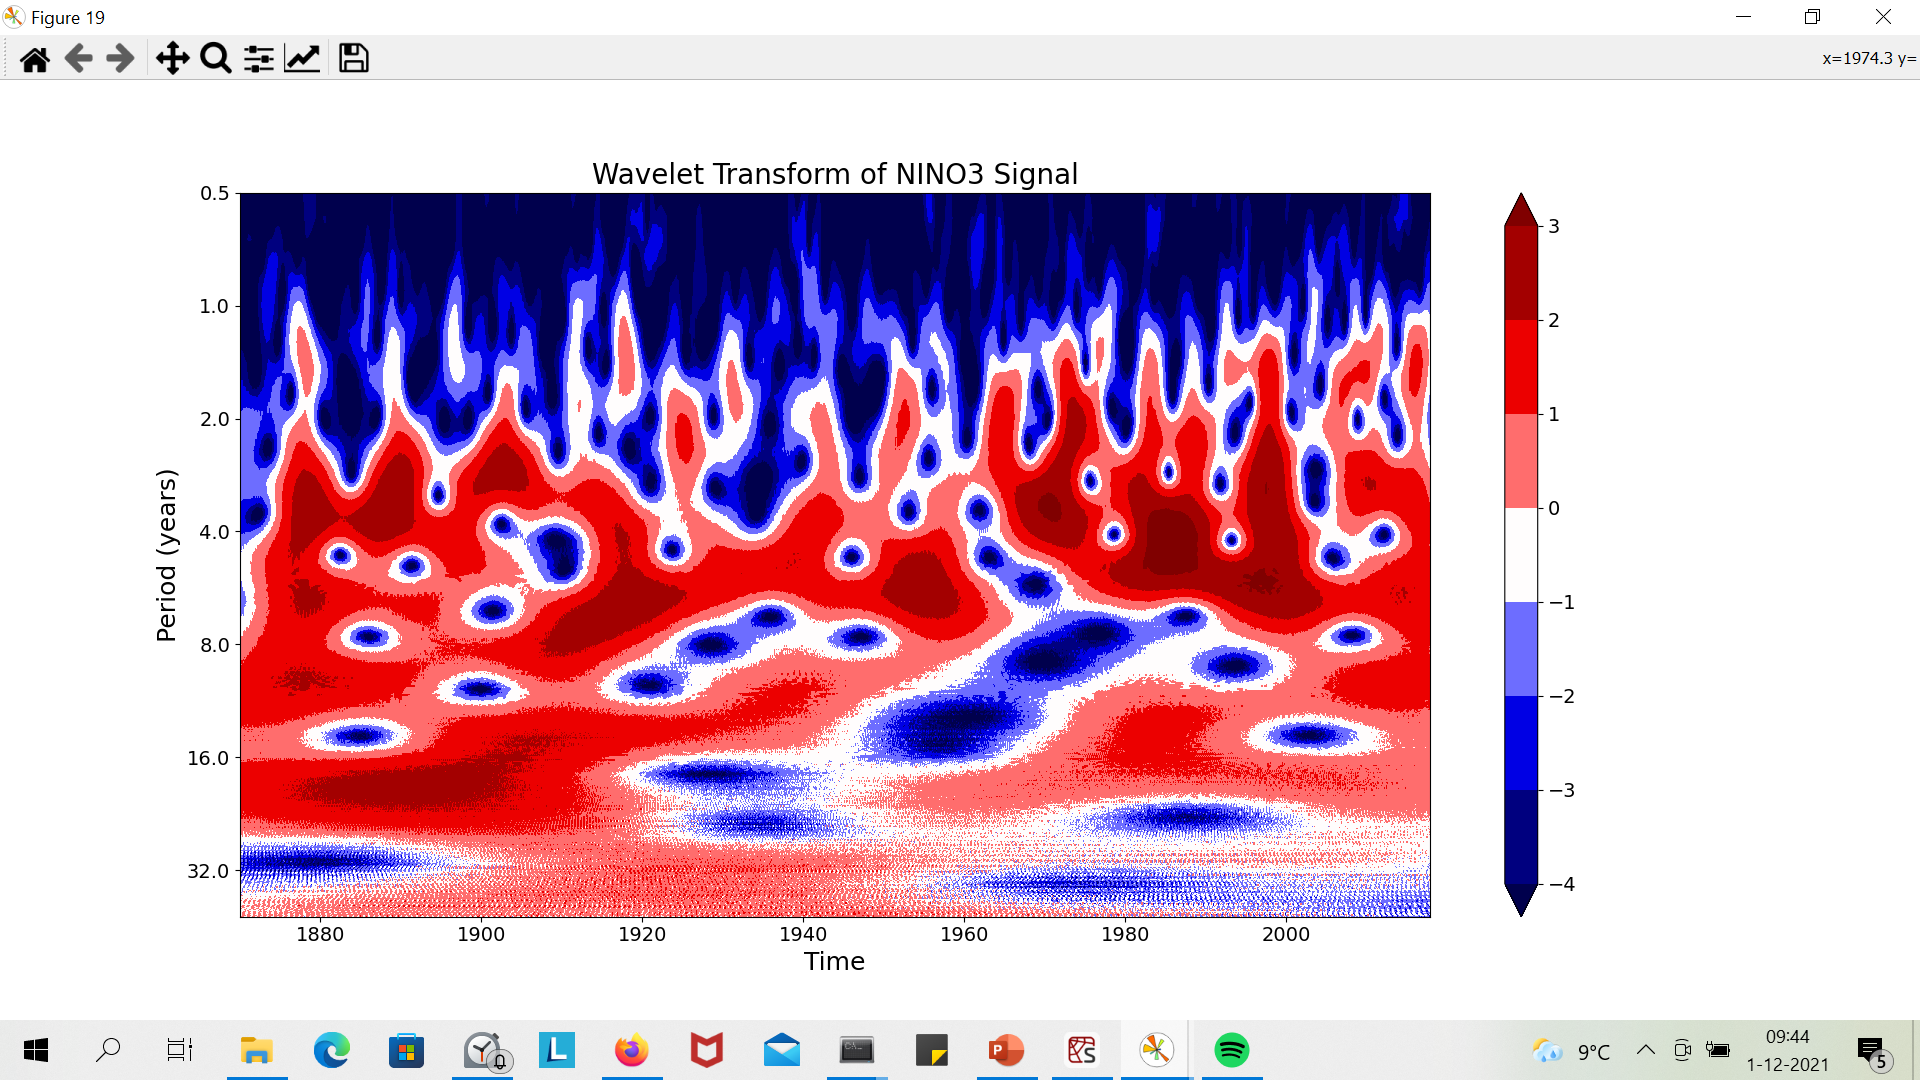 Figure 19
x=1974.3 y=
Wavelet Transform of NINO3 Signal
Period (years)
0.5
1.0
2.0
4.0
8.0
16.0
32.0
1880 1900 1920 1940 1960 1980 2000
Time
3
2
1
0
−1
−2
−3
−4
L
C:\_
P
S
9°C
09:44
1-12-2021
5